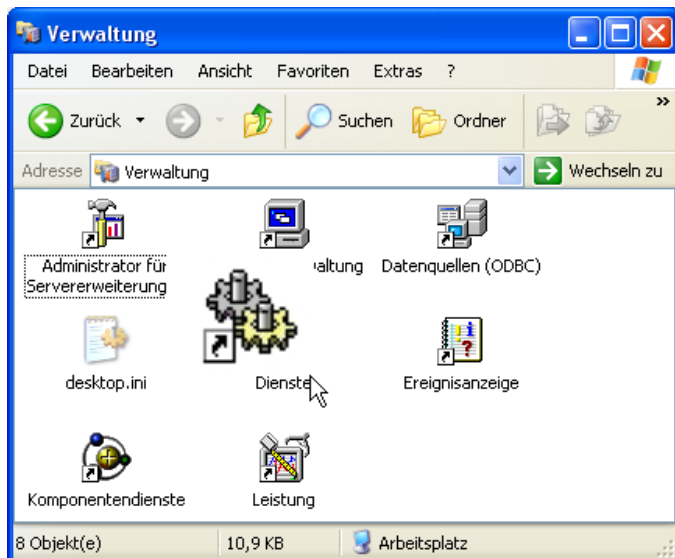 Verwaltung
Datei Bearbeiten Ansicht Favoriten Extras ?
Zurück Suchen Ordner »
Adresse Verwaltung Wechseln zu
Administrator für
Servererweiterung
altung
Datenquellen (ODBC)
desktop.ini
Dienste
Ereignisanzeige
Komponentendienste
Leistung
8 Objekt(e) 10,9 KB Arbeitsplatz